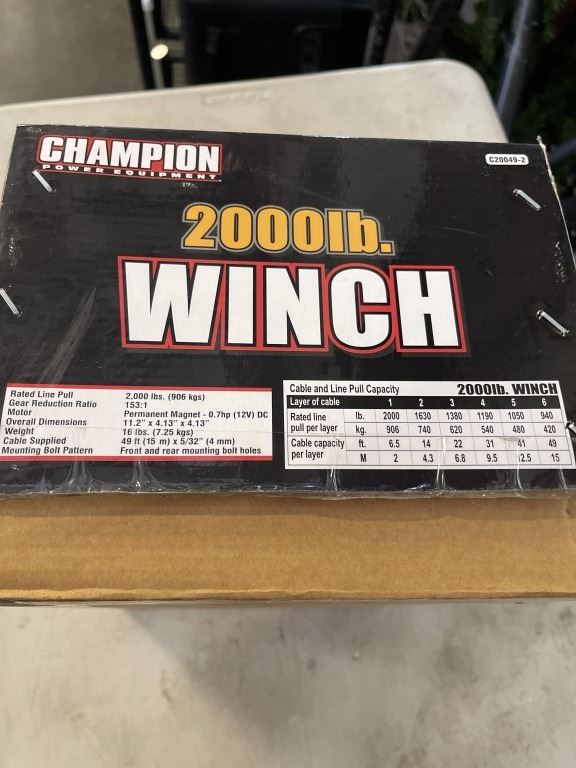 CHAMPION
POWER EQUIPMENT
C20049-2
2000lb.
WINCH
Rated Line Pull 2,000 lbs. (906 kgs)
Gear Reduction Ratio 153:1
Motor Permanent Magnet - 0.7hp (12V) DC
Overall Dimensions 11.2" x 4.13" x 4.13"
Weight 16 lbs. (7.25 kgs)
Cable Supplied 49 ft (15 m) x 5/32" (4 mm)
Mounting Bolt Pattern Front and rear mounting bolt holes
Cable and Line Pull Capacity 2000lb. WINCH
Layer of cable 1 2 3 4 5 6
Rated line pull per layer lb. 2000 1630 1380 1190 1050 940
kg. 906 740 620 540 480 420
Cable capacity per layer ft. 6.5 14 22 31 41 49
M 2 4.3 6.8 9.5 12.5 15